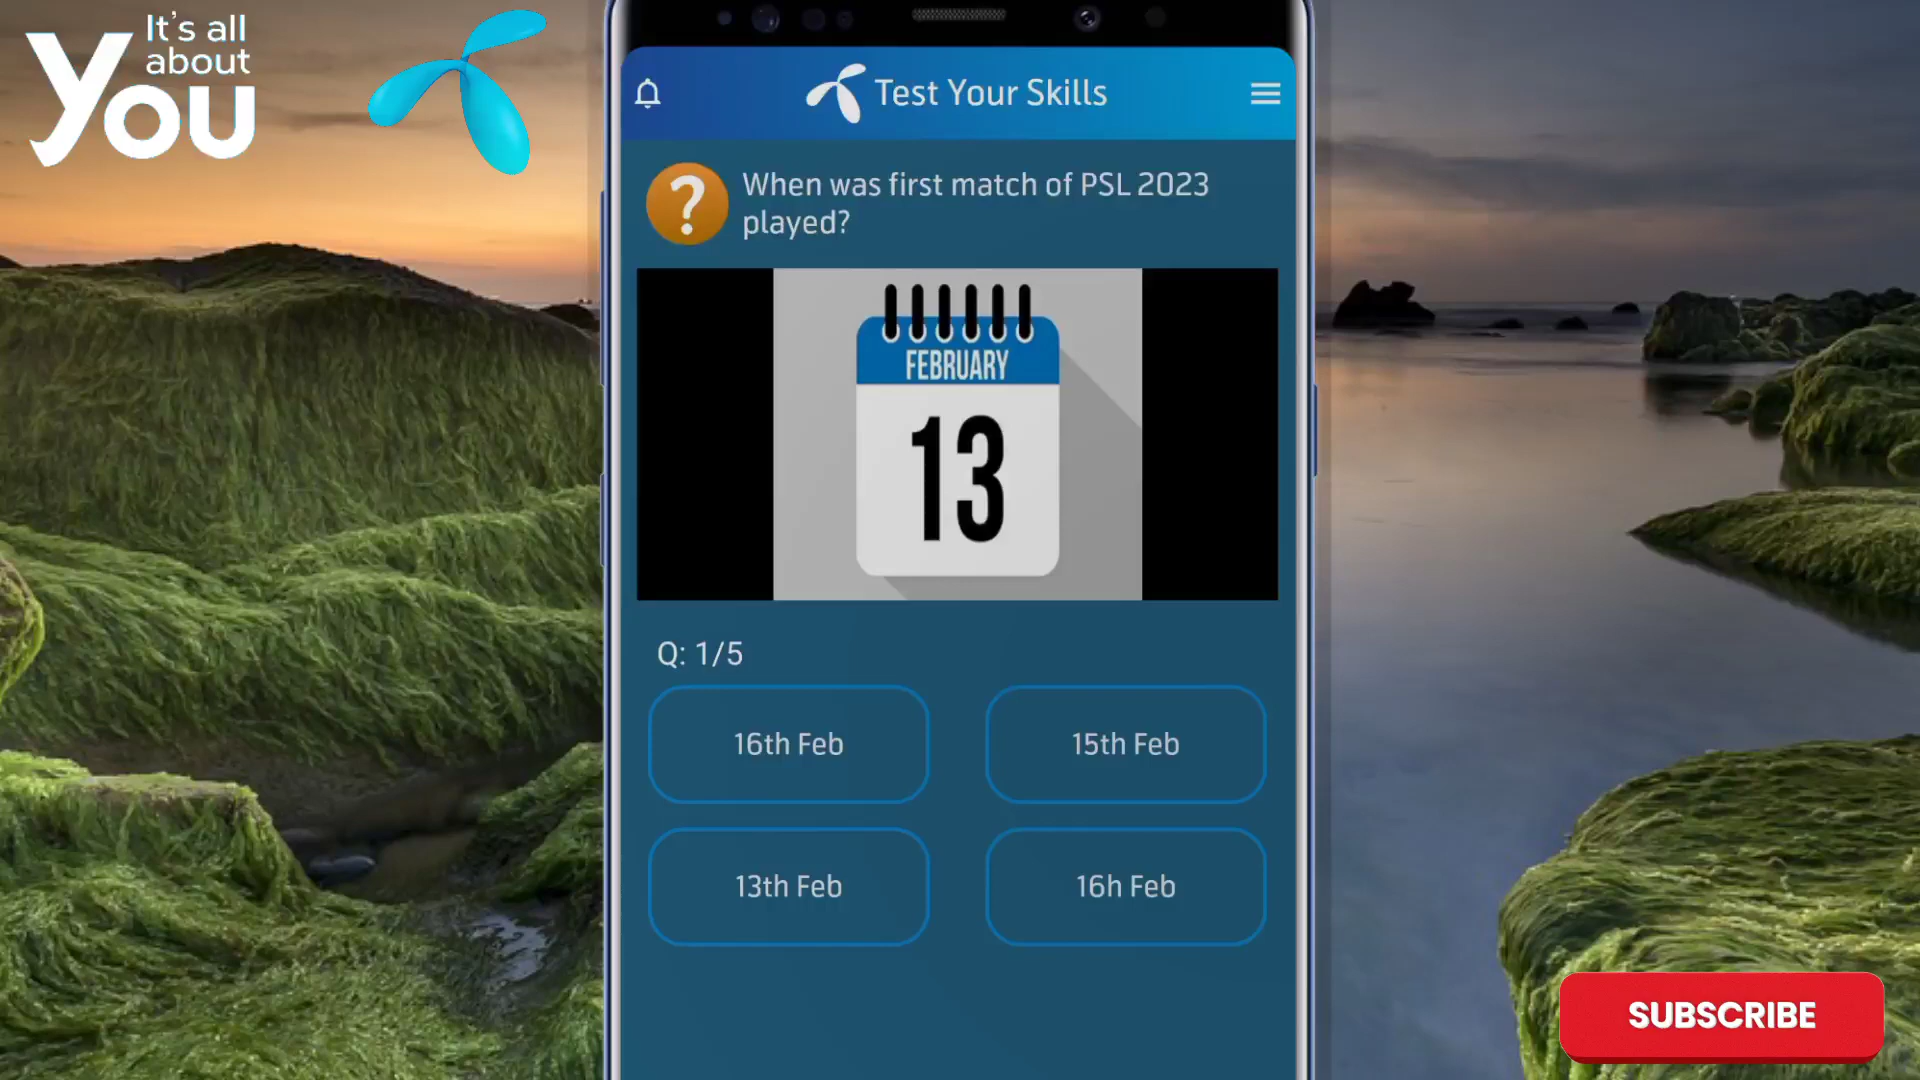 It's all
about
You
Test Your Skills
When was first match of PSL 2023
played?
FEBRUARY
13
Q: 1/5
16th Feb
15th Feb
13th Feb
16h Feb
SUBSCRIBE